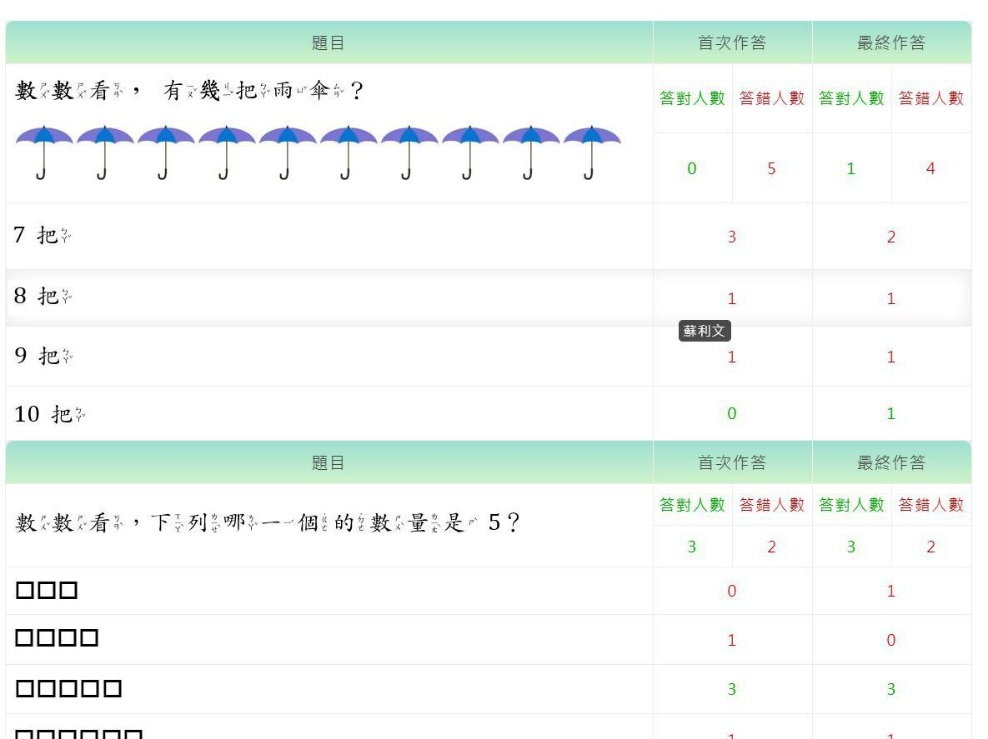 題目 首次作答 最終作答
數數看， 有幾把雨傘？
答對人數 答錯人數 答對人數 答錯人數
0 5 1 4
7 把 3 2
8 把 1 1
蘇利文
9 把 1 1
10 把 0 1
題目 首次作答 最終作答
數數看，下列哪一個的數量是 5？
答對人數 答錯人數 答對人數 答錯人數
3 2 3 2
□□□ 0 1
□□□□ 1 0
□□□□□ 3 3
□□□□□□ 1 1